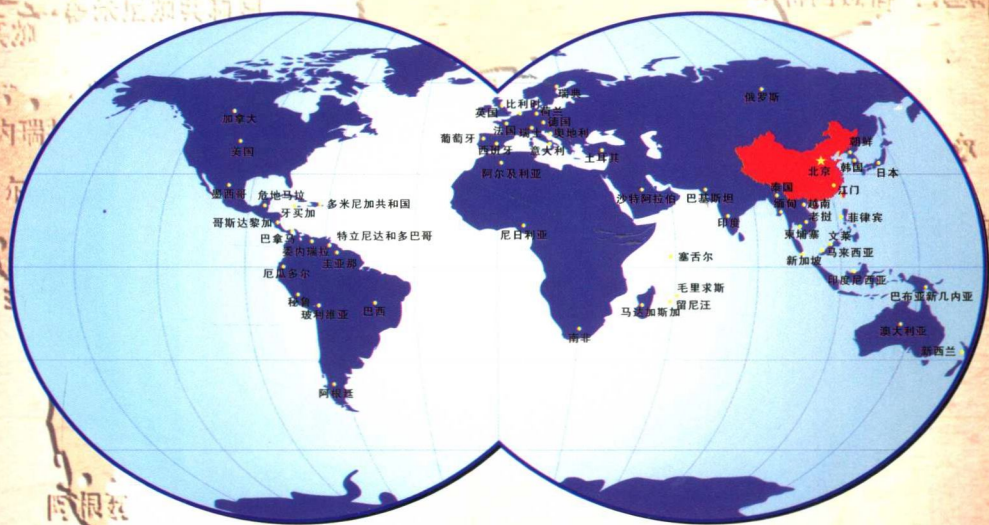 加拿大
美国
墨西哥
危地马拉
牙买加
多米尼加共和国
哥斯达黎加
巴拿马
特立尼达和多巴哥
委内瑞拉
圭亚那
厄瓜多尔
秘鲁
玻利维亚
巴西
阿根廷
瑞典
比利时
荷兰
英国
德国
法国
瑞士
奥地利
葡萄牙
西班牙
意大利
土耳其
阿尔及利亚
尼日利亚
沙特阿拉伯
巴基斯坦
印度
塞舌尔
毛里求斯
留尼汪
马达加斯加
南非
俄罗斯
朝鲜
北京
韩国
日本
江门
泰国
缅甸
越南
老挝
菲律宾
柬埔寨
文莱
马来西亚
新加坡
印度尼西亚
巴布亚新几内亚
澳大利亚
新西兰